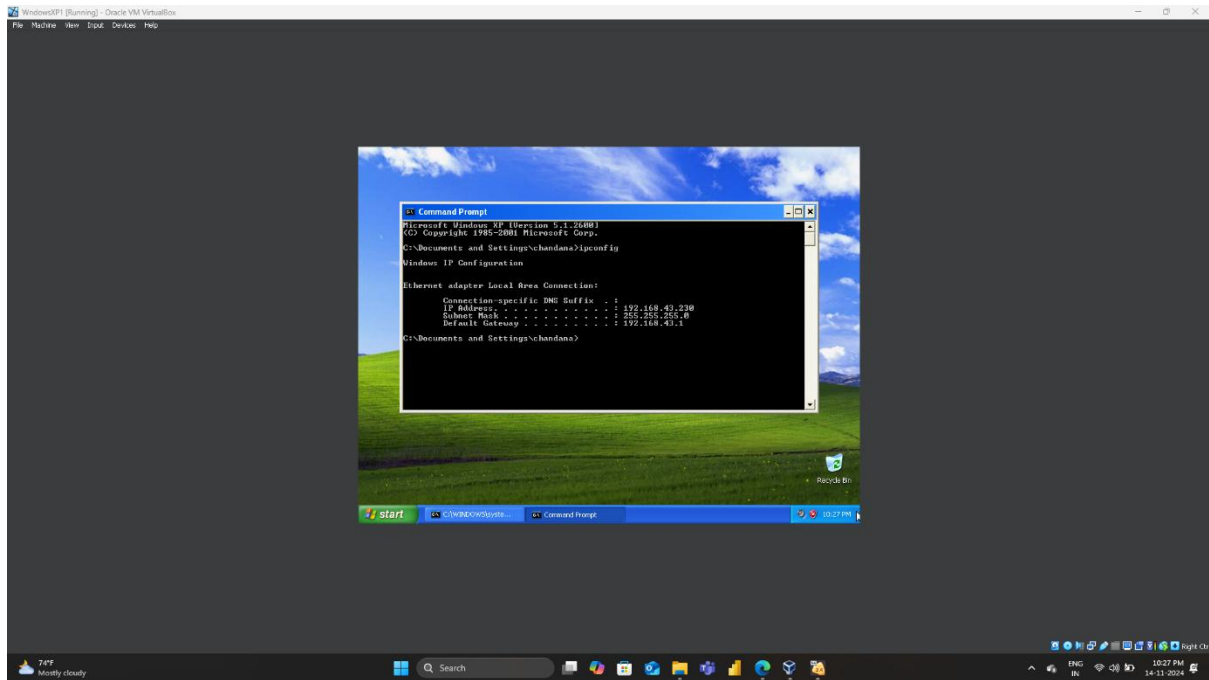 WindowsXP1 [Running] - Oracle VM VirtualBox
File Machine View Input Devices Help
Command Prompt
Microsoft Windows XP [Version 5.1.2600]
(C) Copyright 1985-2001 Microsoft Corp.
C:\Documents and Settings\chandana>ipconfig
Windows IP Configuration
Ethernet adapter Local Area Connection:
Connection-specific DNS Suffix . :
IP Address. . . . . . . . . . . . : 192.168.43.230
Subnet Mask . . . . . . . . . . . : 255.255.255.0
Default Gateway . . . . . . . . . : 192.168.43.1
C:\Documents and Settings\chandana>
Recycle Bin
start
C:\WINDOWS\syste...
Command Prompt
10:27 PM
Right Ctrl
74°F
Mostly cloudy
Search
ENG
IN
10:27 PM
14-11-2024